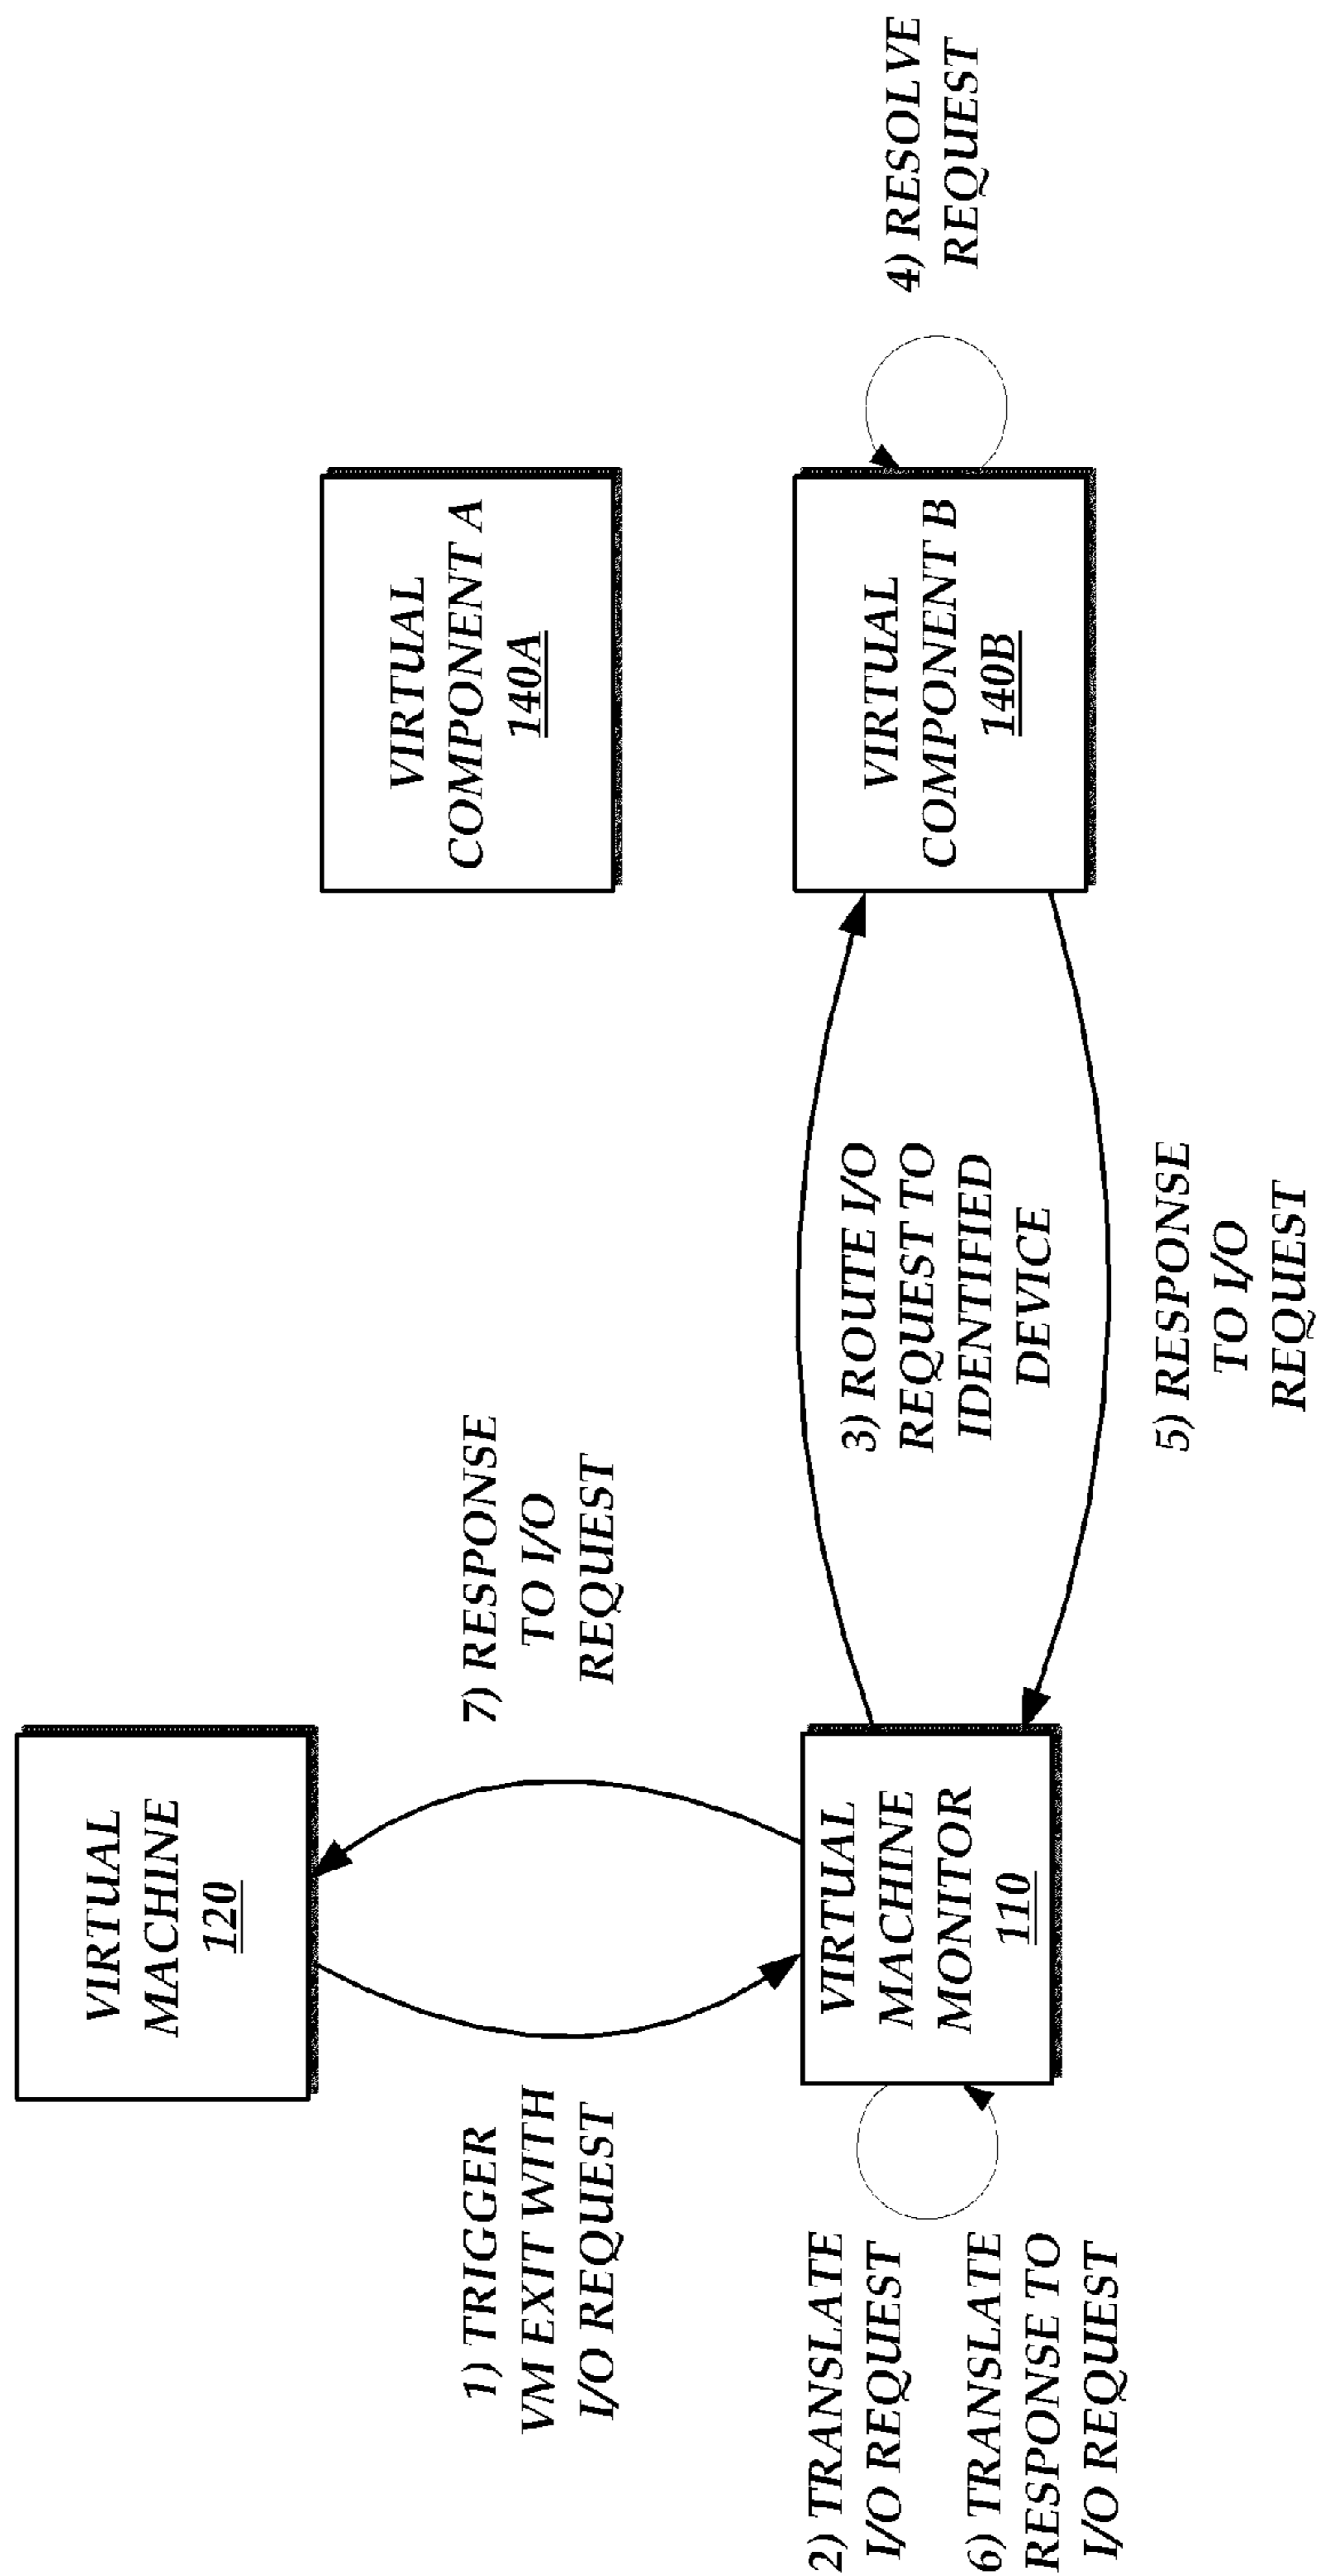 VIRTUAL
MACHINE
120
1) TRIGGER
VM EXIT WITH
I/O REQUEST
7) RESPONSE
TO I/O
REQUEST
VIRTUAL
COMPONENT A
140A
2) TRANSLATE
I/O REQUEST
6) TRANSLATE
RESPONSE TO
I/O REQUEST
VIRTUAL
MACHINE
MONITOR
110
3) ROUTE I/O
REQUEST TO
IDENTIFIED
DEVICE
5) RESPONSE
TO I/O
REQUEST
VIRTUAL
COMPONENT B
140B
4) RESOLVE
REQUEST